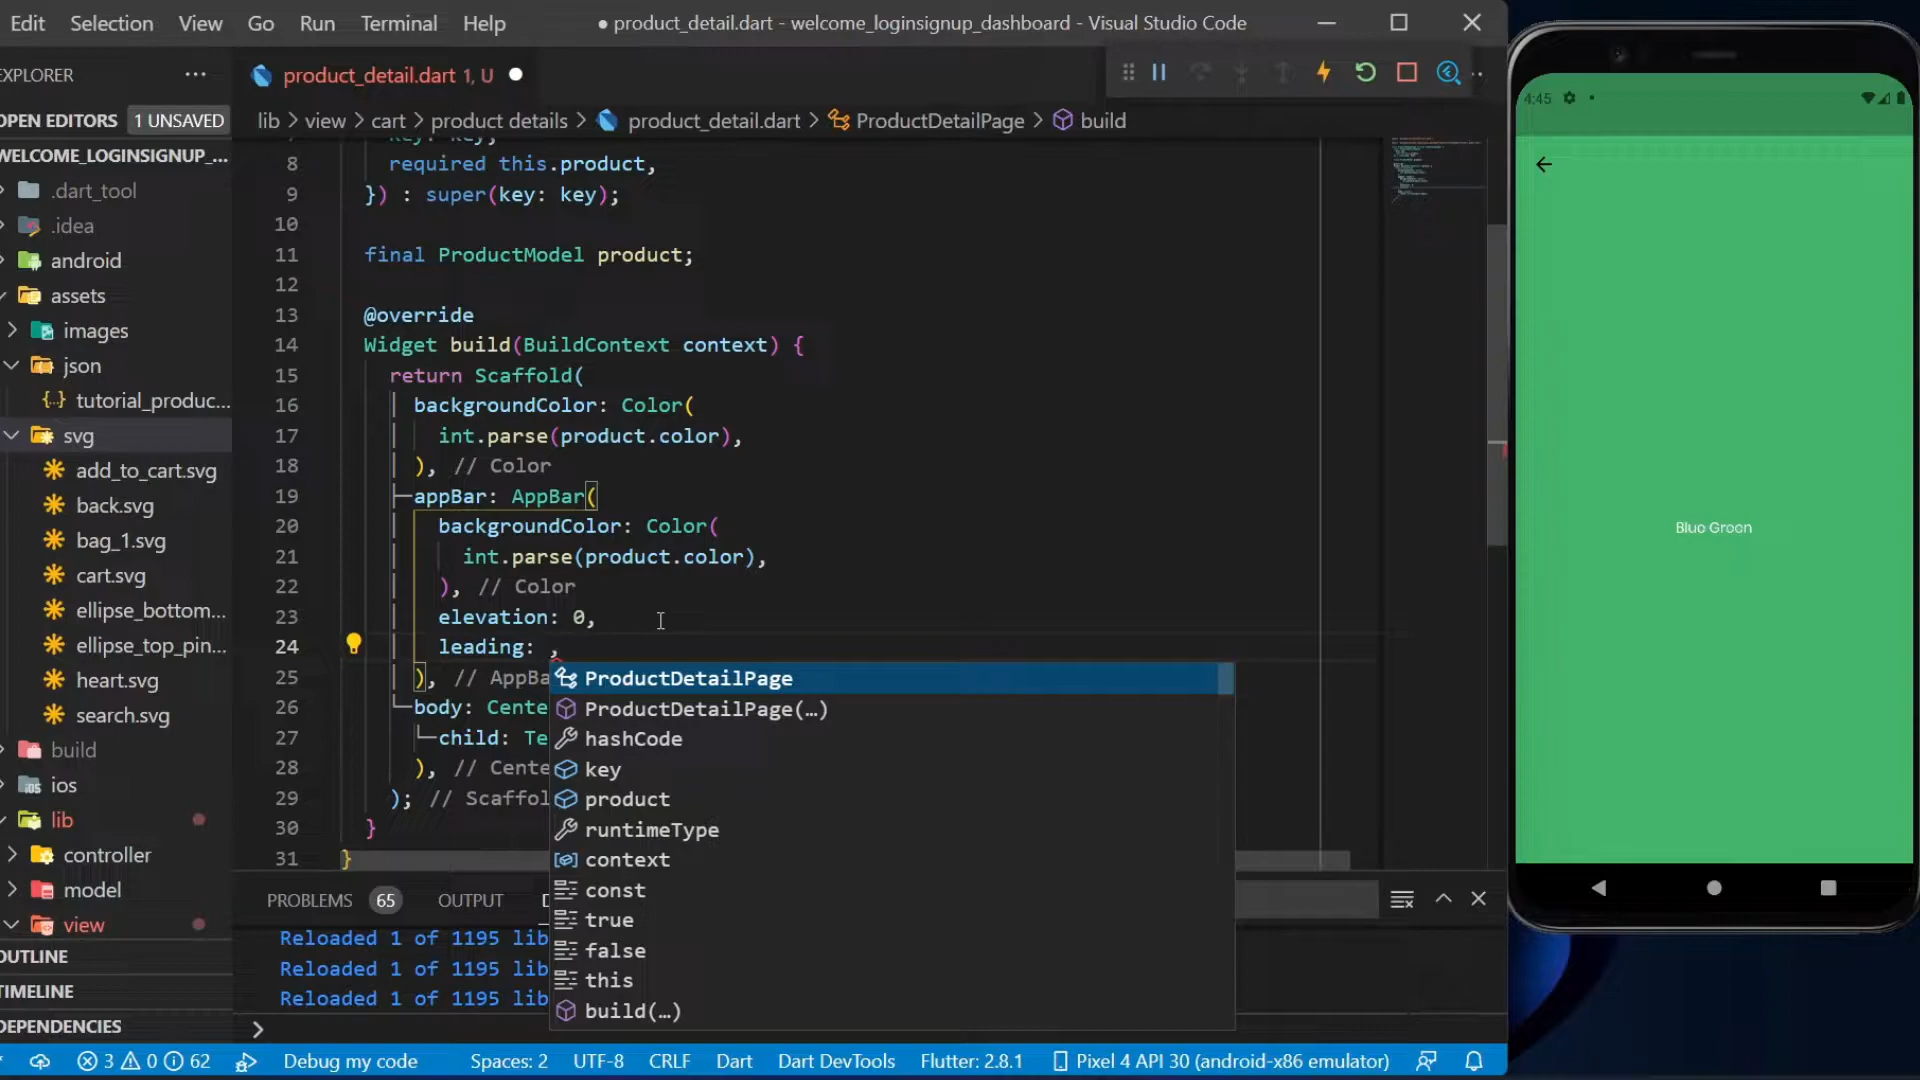 Edit Selection View Go Run Terminal Help ● product_detail.dart - welcome_loginsignup_dashboard - Visual Studio Code
EXPLORER
OPEN EDITORS 1 UNSAVED
WELCOME_LOGINSIGNUP_...
.dart_tool
.idea
android
assets
images
json
tutorial_produc...
svg
add_to_cart.svg
back.svg
bag_1.svg
cart.svg
ellipse_bottom...
ellipse_top_pin...
heart.svg
search.svg
build
ios
lib
controller
model
view
OUTLINE
TIMELINE
DEPENDENCIES
product_detail.dart 1, U
lib > view > cart > product details > product_detail.dart > ProductDetailPage > build
key: key,
8 required this.product,
9 }) : super(key: key);
10
11 final ProductModel product;
12
13 @override
14 Widget build(BuildContext context) {
15 return Scaffold(
16 backgroundColor: Color(
17 int.parse(product.color),
18 ), // Color
19 appBar: AppBar(
20 backgroundColor: Color(
21 int.parse(product.color),
22 ), // Color
23 elevation: 0,
24 leading: ,
25 ), // AppBa
26 body: Cente
27 child: Te
28 ), // Cente
29 ); // Scaffol
30 }
31 }
ProductDetailPage
ProductDetailPage(…)
hashCode
key
product
runtimeType
context
const
true
false
this
build(…)
PROBLEMS 65 OUTPUT
Reloaded 1 of 1195 lib
Reloaded 1 of 1195 lib
Reloaded 1 of 1195 lib
>
3 0 62 Debug my code Spaces: 2 UTF-8 CRLF Dart Dart DevTools Flutter: 2.8.1 Pixel 4 API 30 (android-x86 emulator)
4:45
Blue Green